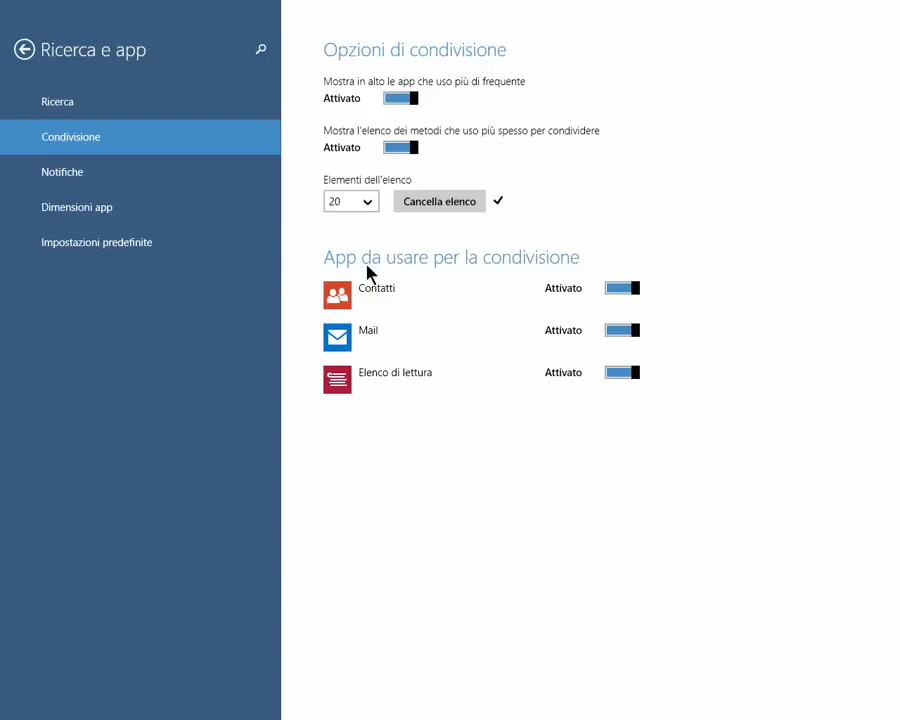 Ricerca e app
Ricerca
Condivisione
Notifiche
Dimensioni app
Impostazioni predefinite
Opzioni di condivisione
Mostra in alto le app che uso più di frequente
Attivato
Mostra l'elenco dei metodi che uso più spesso per condividere
Attivato
Elementi dell'elenco
20 Cancella elenco
App da usare per la condivisione
Contatti Attivato
Mail Attivato
Elenco di lettura Attivato